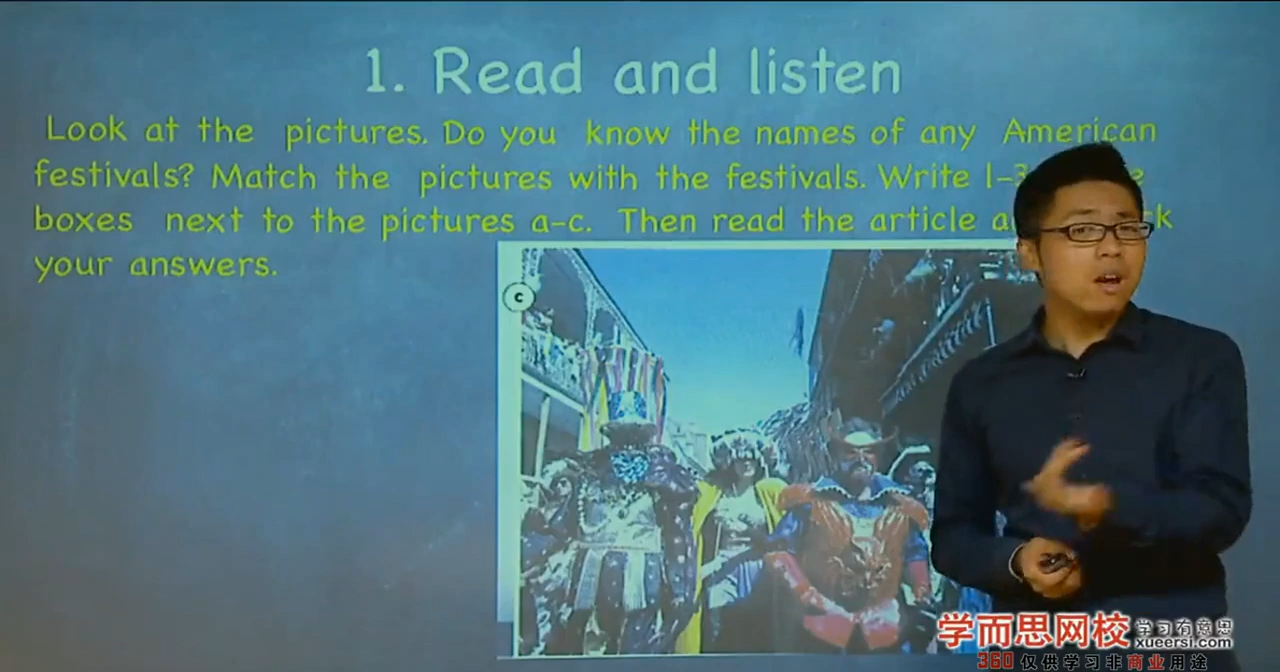 1. Read and listen
Look at the pictures. Do you know the names of any American
festivals? Match the pictures with the festivals. Write 1-3
boxes next to the pictures a-c. Then read the article
your answers.
c
学而思网校 学习有意思
xueersi.com
360 仅供学习非商业用途